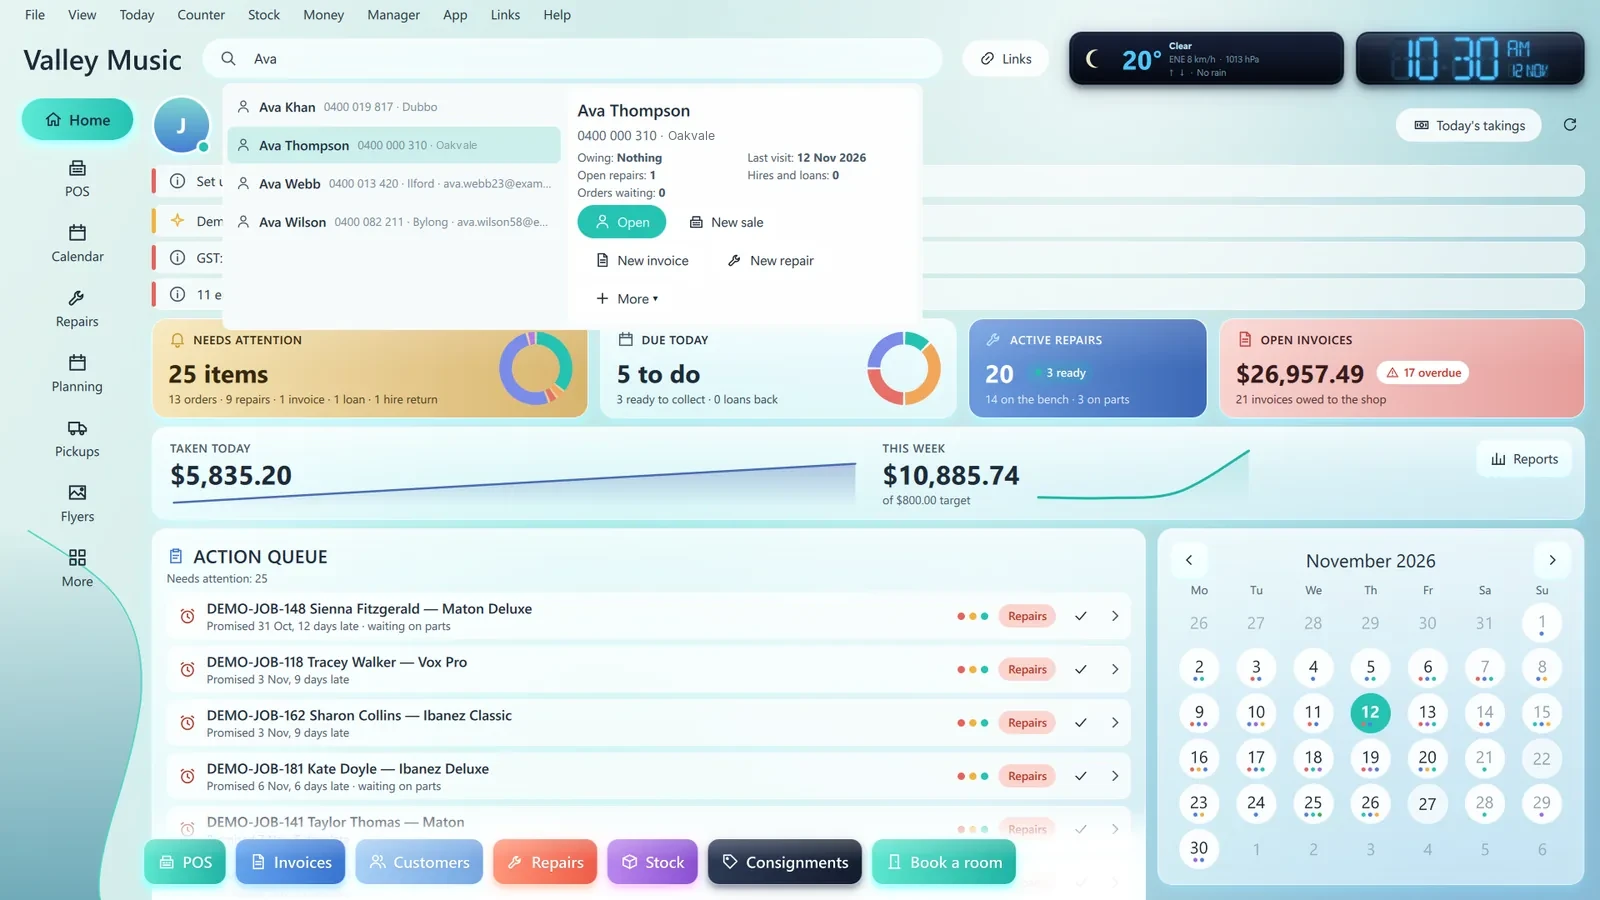 File View Today Counter Stock Money Manager App Links Help
Valley Music
Ava
Links
20°
Clear
ENE 8 km/h · 1013 hPa
↑ ↓ · No rain
10:30 AM
12 NOV
Home
J
Today's takings
Ava Khan 0400 019 817 · Dubbo
Ava Thompson 0400 000 310 · Oakvale
Ava Webb 0400 013 420 · Ilford · ava.webb23@exam...
Ava Wilson 0400 082 211 · Bylong · ava.wilson58@e...
Ava Thompson
0400 000 310 · Oakvale
Owing: Nothing
Last visit: 12 Nov 2026
Open repairs: 1
Hires and loans: 0
Orders waiting: 0
Open
New sale
New invoice
New repair
More ▾
Set
Dem
GST:
11 e
POS
Calendar
Repairs
Planning
Pickups
Flyers
More
NEEDS ATTENTION
25 items
13 orders · 9 repairs · 1 invoice · 1 loan · 1 hire return
DUE TODAY
5 to do
3 ready to collect · 0 loans back
ACTIVE REPAIRS
20
3 ready
14 on the bench · 3 on parts
OPEN INVOICES
$26,957.49
17 overdue
21 invoices owed to the shop
TAKEN TODAY
$5,835.20
THIS WEEK
$10,885.74
of $800.00 target
Reports
ACTION QUEUE
Needs attention: 25
DEMO-JOB-148 Sienna Fitzgerald — Maton Deluxe
Promised 31 Oct, 12 days late · waiting on parts
Repairs
DEMO-JOB-118 Tracey Walker — Vox Pro
Promised 3 Nov, 9 days late
Repairs
DEMO-JOB-162 Sharon Collins — Ibanez Classic
Promised 3 Nov, 9 days late
Repairs
DEMO-JOB-181 Kate Doyle — Ibanez Deluxe
Promised 6 Nov, 6 days late · waiting on parts
Repairs
DEMO-JOB-141 Taylor Thomas — Maton
Repairs
November 2026
Mo Tu We Th Fr Sa Su
26 27 28 29 30 31 1
2 3 4 5 6 7 8
9 10 11 12 13 14 15
16 17 18 19 20 21 22
23 24 25 26 27 28 29
30 1 2 3 4 5 6
POS
Invoices
Customers
Repairs
Stock
Consignments
Book a room